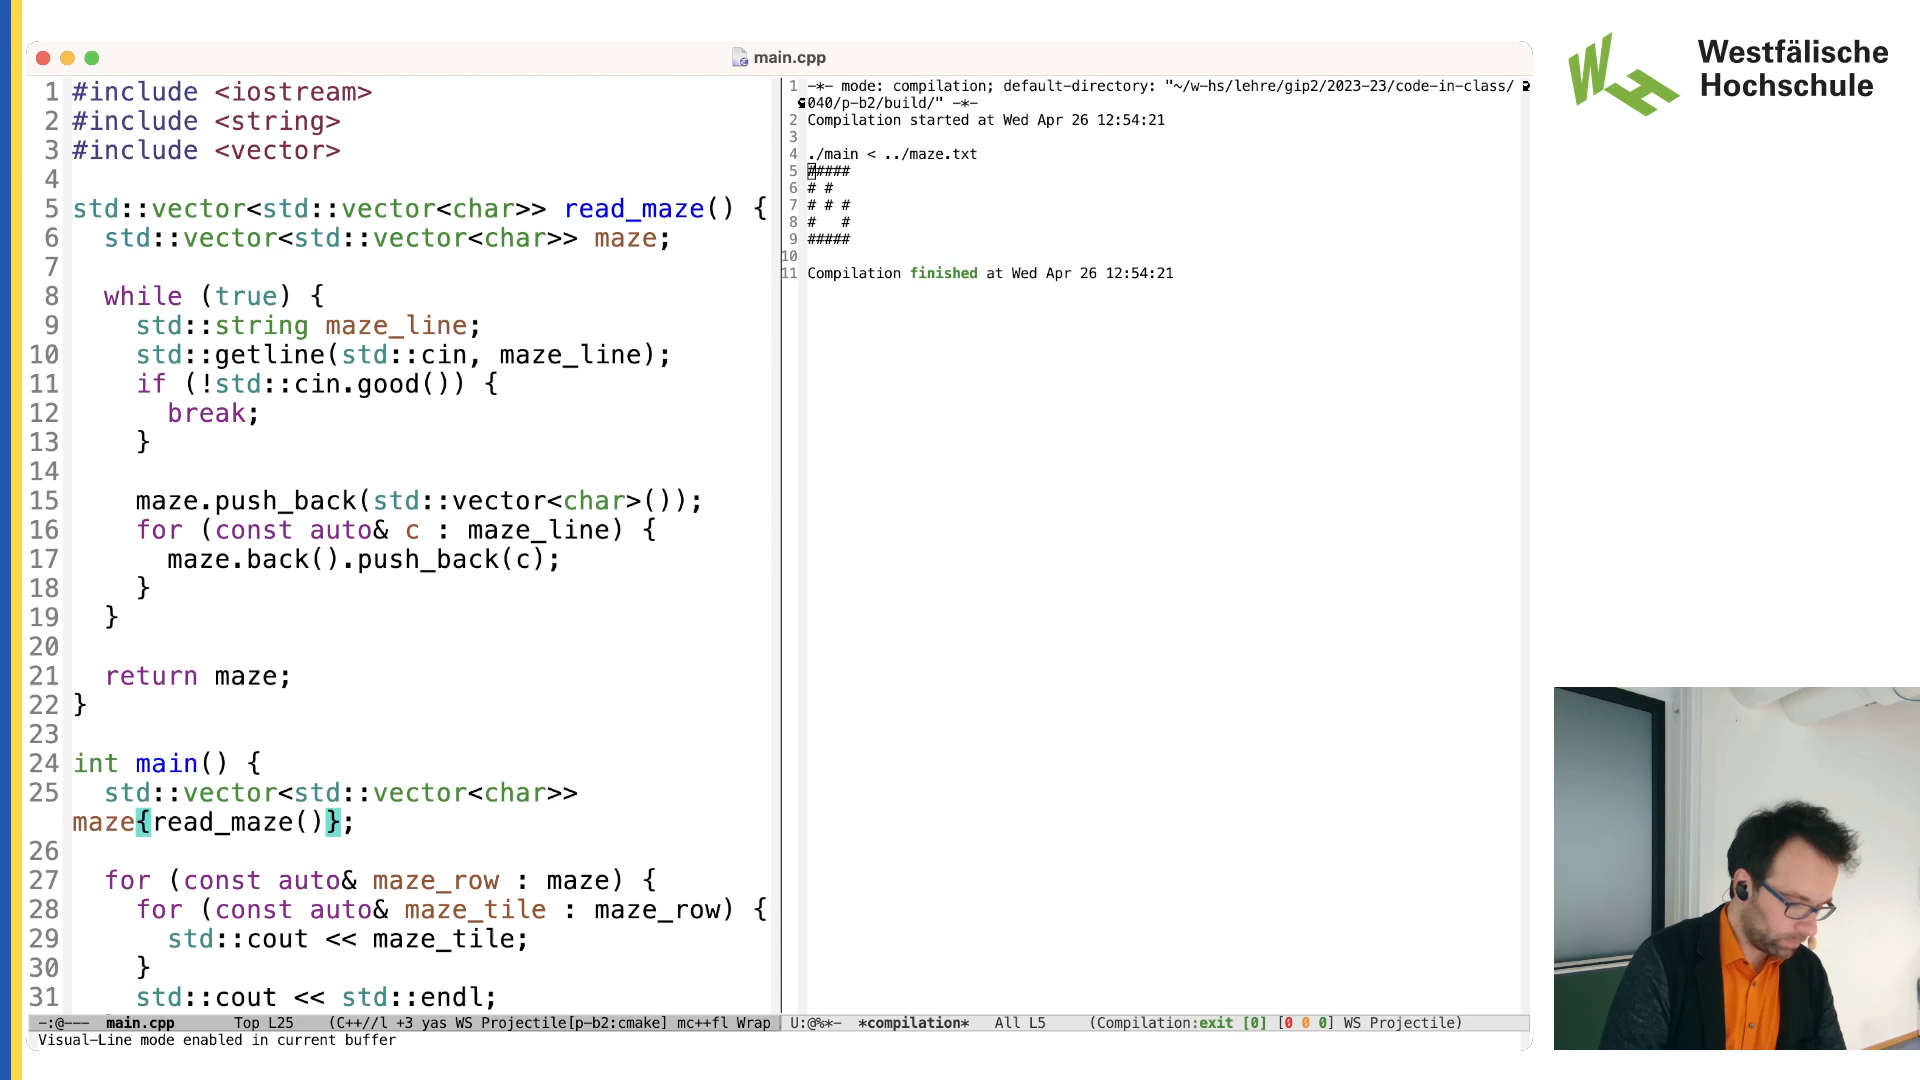 main.cpp
1 #include <iostream>
2 #include <string>
3 #include <vector>
4
5 std::vector<std::vector<char>> read_maze() {
6   std::vector<std::vector<char>> maze;
7
8   while (true) {
9     std::string maze_line;
10     std::getline(std::cin, maze_line);
11     if (!std::cin.good()) {
12       break;
13     }
14
15     maze.push_back(std::vector<char>());
16     for (const auto& c : maze_line) {
17       maze.back().push_back(c);
18     }
19   }
20
21   return maze;
22 }
23
24 int main() {
25   std::vector<std::vector<char>>
maze{read_maze()};
26
27   for (const auto& maze_row : maze) {
28     for (const auto& maze_tile : maze_row) {
29       std::cout << maze_tile;
30     }
31     std::cout << std::endl;
-:@---  main.cpp       Top L25    (C++//l +3 yas WS Projectile[p-b2:cmake] mc++fl Wrap
Visual-Line mode enabled in current buffer
1 -*- mode: compilation; default-directory: "~/w-hs/lehre/gip2/2023-23/code-in-class/
040/p-b2/build/" -*-
2 Compilation started at Wed Apr 26 12:54:21
3
4 ./main < ../maze.txt
5 #####
6 # #
7 # # #
8 #   #
9 #####
10
11 Compilation finished at Wed Apr 26 12:54:21
U:@%*-  *compilation*   All L5     (Compilation:exit [0] [0 0 0] WS Projectile)
Westfälische
Hochschule